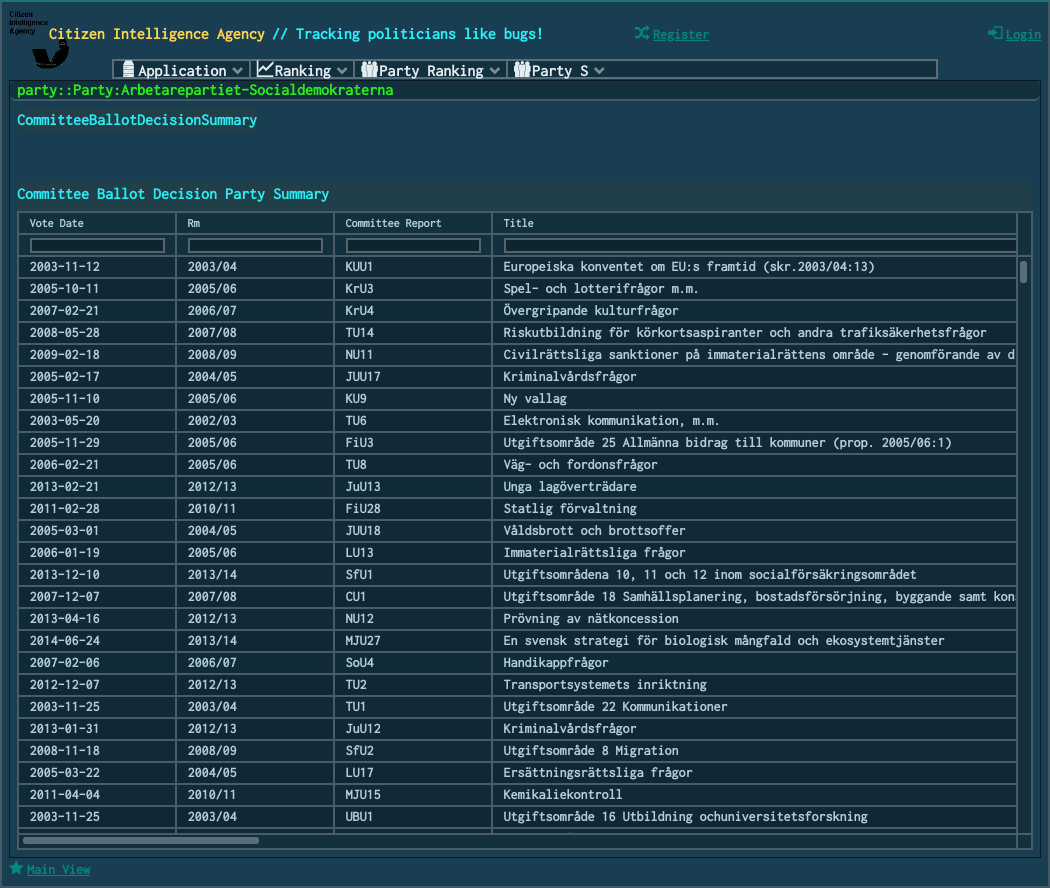 Citizen
Intelligence
Agency
Citizen Intelligence Agency // Tracking politicians like bugs!
Register
Login
Application
Ranking
Party Ranking
Party S
party::Party:Arbetarepartiet-Socialdemokraterna
CommitteeBallotDecisionSummary
Committee Ballot Decision Party Summary
Vote Date Rm Committee Report Title
2003-11-12 2003/04 KUU1 Europeiska konventet om EU:s framtid (skr.2003/04:13)
2005-10-11 2005/06 KrU3 Spel- och lotterifrågor m.m.
2007-02-21 2006/07 KrU4 Övergripande kulturfrågor
2008-05-28 2007/08 TU14 Riskutbildning för körkortsaspiranter och andra trafiksäkerhetsfrågor
2009-02-18 2008/09 NU11 Civilrättsliga sanktioner på immaterialrättens område - genomförande av d
2005-02-17 2004/05 JUU17 Kriminalvårdsfrågor
2005-11-10 2005/06 KU9 Ny vallag
2003-05-20 2002/03 TU6 Elektronisk kommunikation, m.m.
2005-11-29 2005/06 FiU3 Utgiftsområde 25 Allmänna bidrag till kommuner (prop. 2005/06:1)
2006-02-21 2005/06 TU8 Väg- och fordonsfrågor
2013-02-21 2012/13 JuU13 Unga lagöverträdare
2011-02-28 2010/11 FiU28 Statlig förvaltning
2005-03-01 2004/05 JUU18 Våldsbrott och brottsoffer
2006-01-19 2005/06 LU13 Immaterialrättsliga frågor
2013-12-10 2013/14 SfU1 Utgiftsområdena 10, 11 och 12 inom socialförsäkringsområdet
2007-12-07 2007/08 CU1 Utgiftsområde 18 Samhällsplanering, bostadsförsörjning, byggande samt kon
2013-04-16 2012/13 NU12 Prövning av nätkoncession
2014-06-24 2013/14 MJU27 En svensk strategi för biologisk mångfald och ekosystemtjänster
2007-02-06 2006/07 SoU4 Handikappfrågor
2012-12-07 2012/13 TU2 Transportsystemets inriktning
2003-11-25 2003/04 TU1 Utgiftsområde 22 Kommunikationer
2013-01-31 2012/13 JuU12 Kriminalvårdsfrågor
2008-11-18 2008/09 SfU2 Utgiftsområde 8 Migration
2005-03-22 2004/05 LU17 Ersättningsrättsliga frågor
2011-04-04 2010/11 MJU15 Kemikaliekontroll
2003-11-25 2003/04 UBU1 Utgiftsområde 16 Utbildning ochuniversitetsforskning
Main View